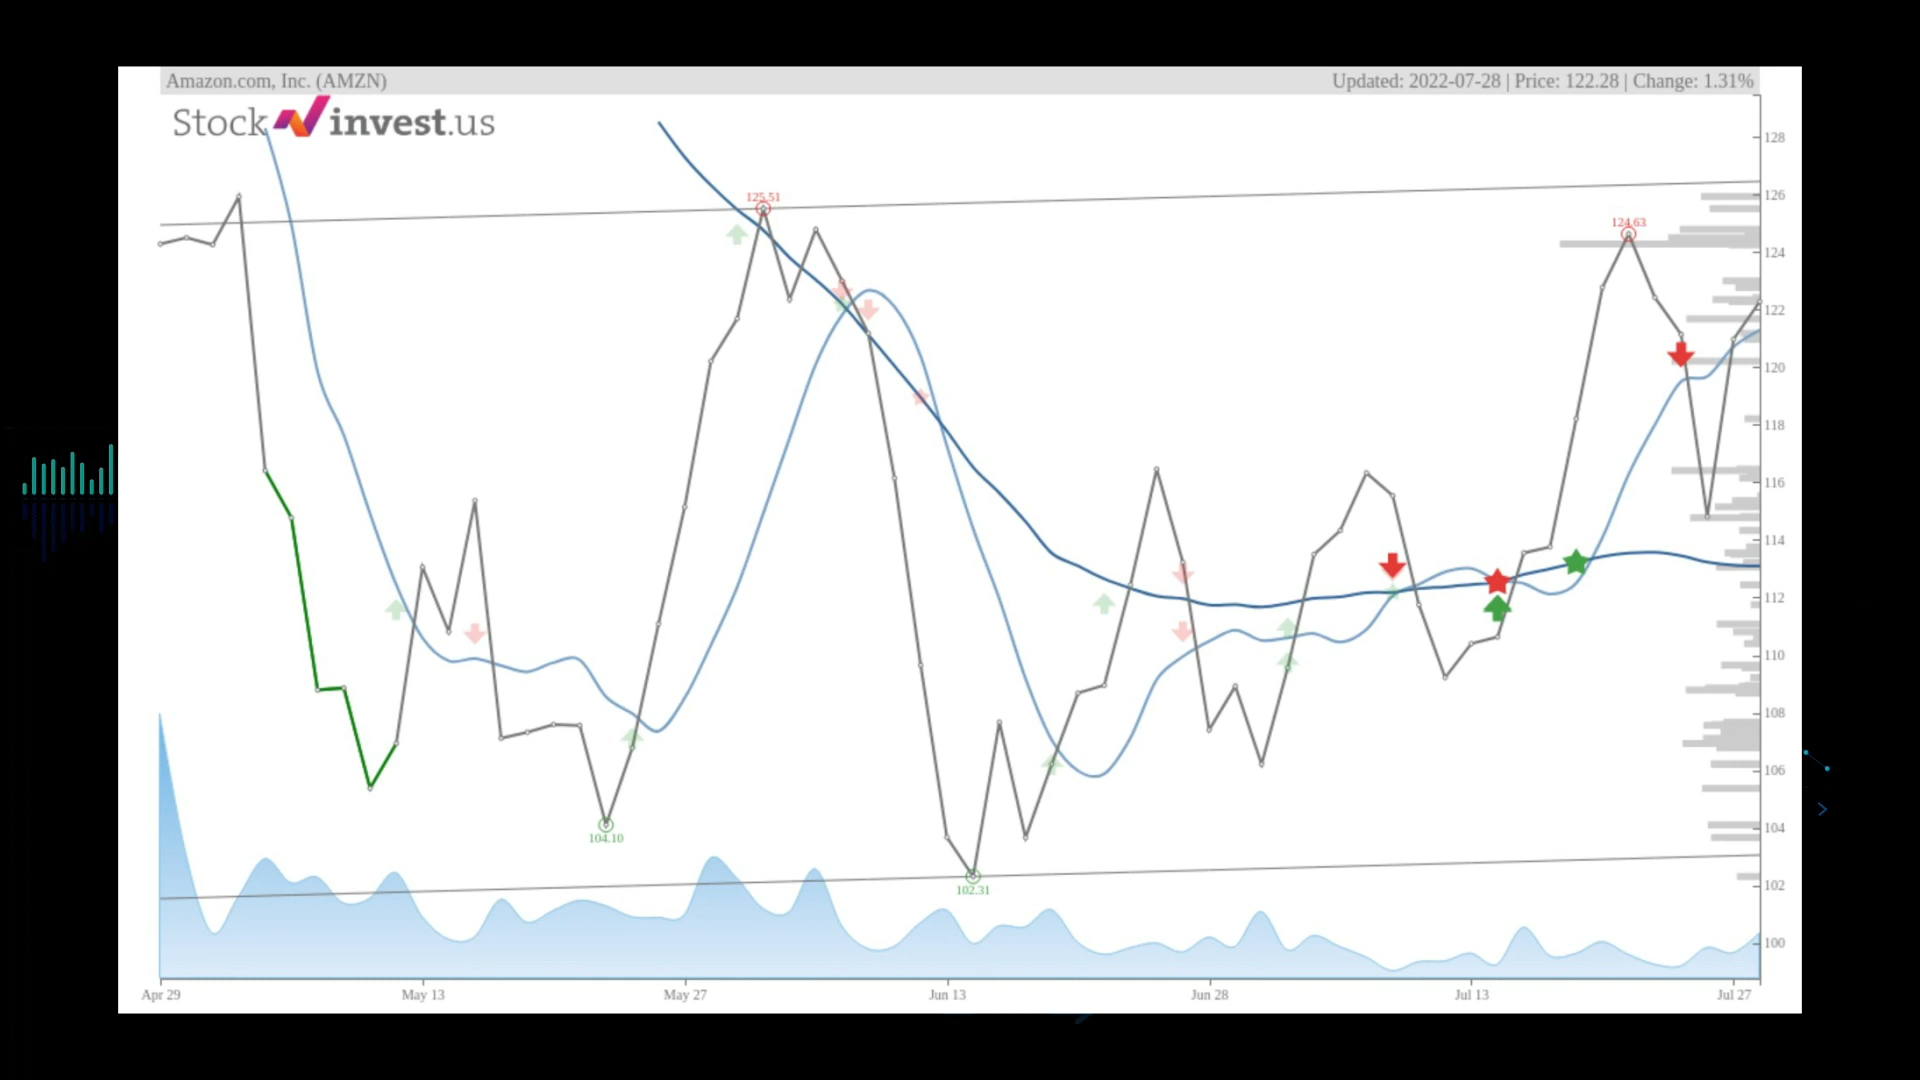 Amazon.com, Inc. (AMZN)
Updated: 2022-07-28 | Price: 122.28 | Change: 1.31%
Stock invest.us
128
126
125.51
124.63
124
122
120
118
116
114
112
110
108
106
104
104.10
102
102.31
100
Apr 29
May 13
May 27
Jun 13
Jun 28
Jul 13
Jul 27